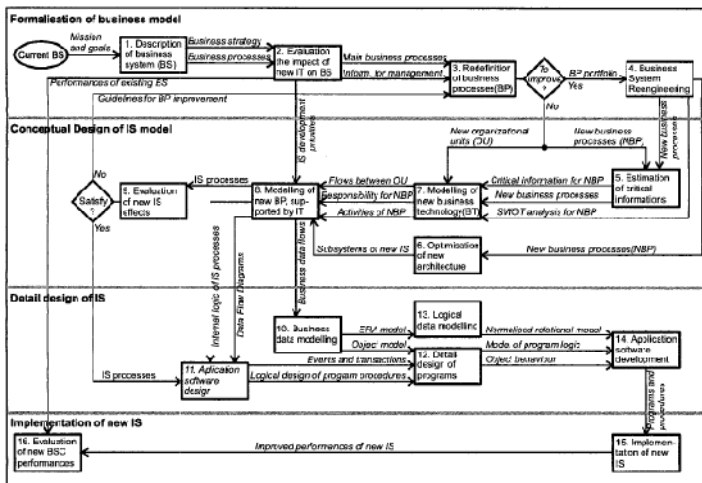 Formalisation of business model
Current BS
Mission
and goals
1. Description
of business
system (BS)
Business strategy
Business processes
2. Evaluation
the impact of
new IT on BS
Main business processes
Inform. for management
3. Redefinition
of business
processes(BP)
To
improve?
BP portfolio
Yes
No
4. Business
System
Reengineering
Performances of existing BS
Guidelines for BP improvement
IS development
priorities
New business
processes
Conceptual Design of IS model
New organizational
units (OU)
New business
processes (NBP)
No
Satisfy
?
Yes
9. Evaluation
of new IS
effects
IS processes
8. Modelling of
new BP, supported
by IT
Flows between OU
Responsibility for NBP
Activities of NBP
7. Modelling of
new business
technology(BT)
Critical information for NBP
New business processes
SWOT analysis for NBP
5. Estimation
of critical
informations
Subsystems of new IS
6. Optimisation
of new
architecture
New business processes(NBP)
Internal logic of IS processes
Data Flow Diagrams
Business data flows
Detail design of IS
10. Business
data modelling
ERV model
Object model
13. Logical
data modelling
Normalised relational model
Model of program logic
14. Application
software
development
IS processes
11. Aplication
software
design
Events and transactions
Logical design of program procedures
12. Detail
design of
programs
Object behaviour
Programs and
procedures
Implementation of new IS
16. Evaluation
of new BSC
performances
Improved performences of new IS
15. Implemen-
tation of new
IS